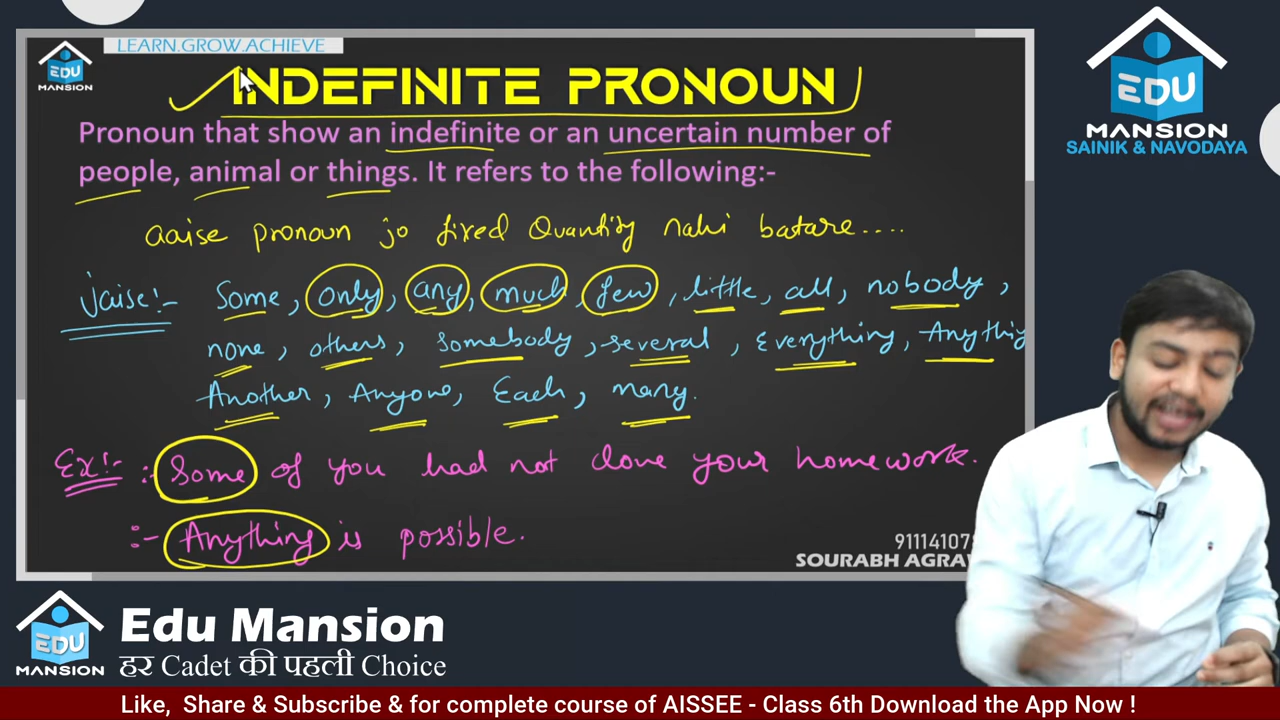 LEARN.GROW.ACHIEVE
EDU
MANSION
INDEFINITE PRONOUN
Pronoun that show an indefinite or an uncertain number of
people, animal or things. It refers to the following:-
aaise pronoun jo fixed Quantity nahi batare....
Jaise:- Some, only, any, much, few, little, all, nobody,
none, others, somebody, several, Everything, Anythin
Another, Anyone, Each, many.
Ex:- :- Some of you had not done your homework.
:- Anything is possible.
911141078
SOURABH AGRAW
EDU
MANSION
SAINIK & NAVODAYA
EDU
MANSION
Edu Mansion
हर Cadet की पहली Choice
Like, Share & Subscribe & for complete course of AISSEE - Class 6th Download the App Now !